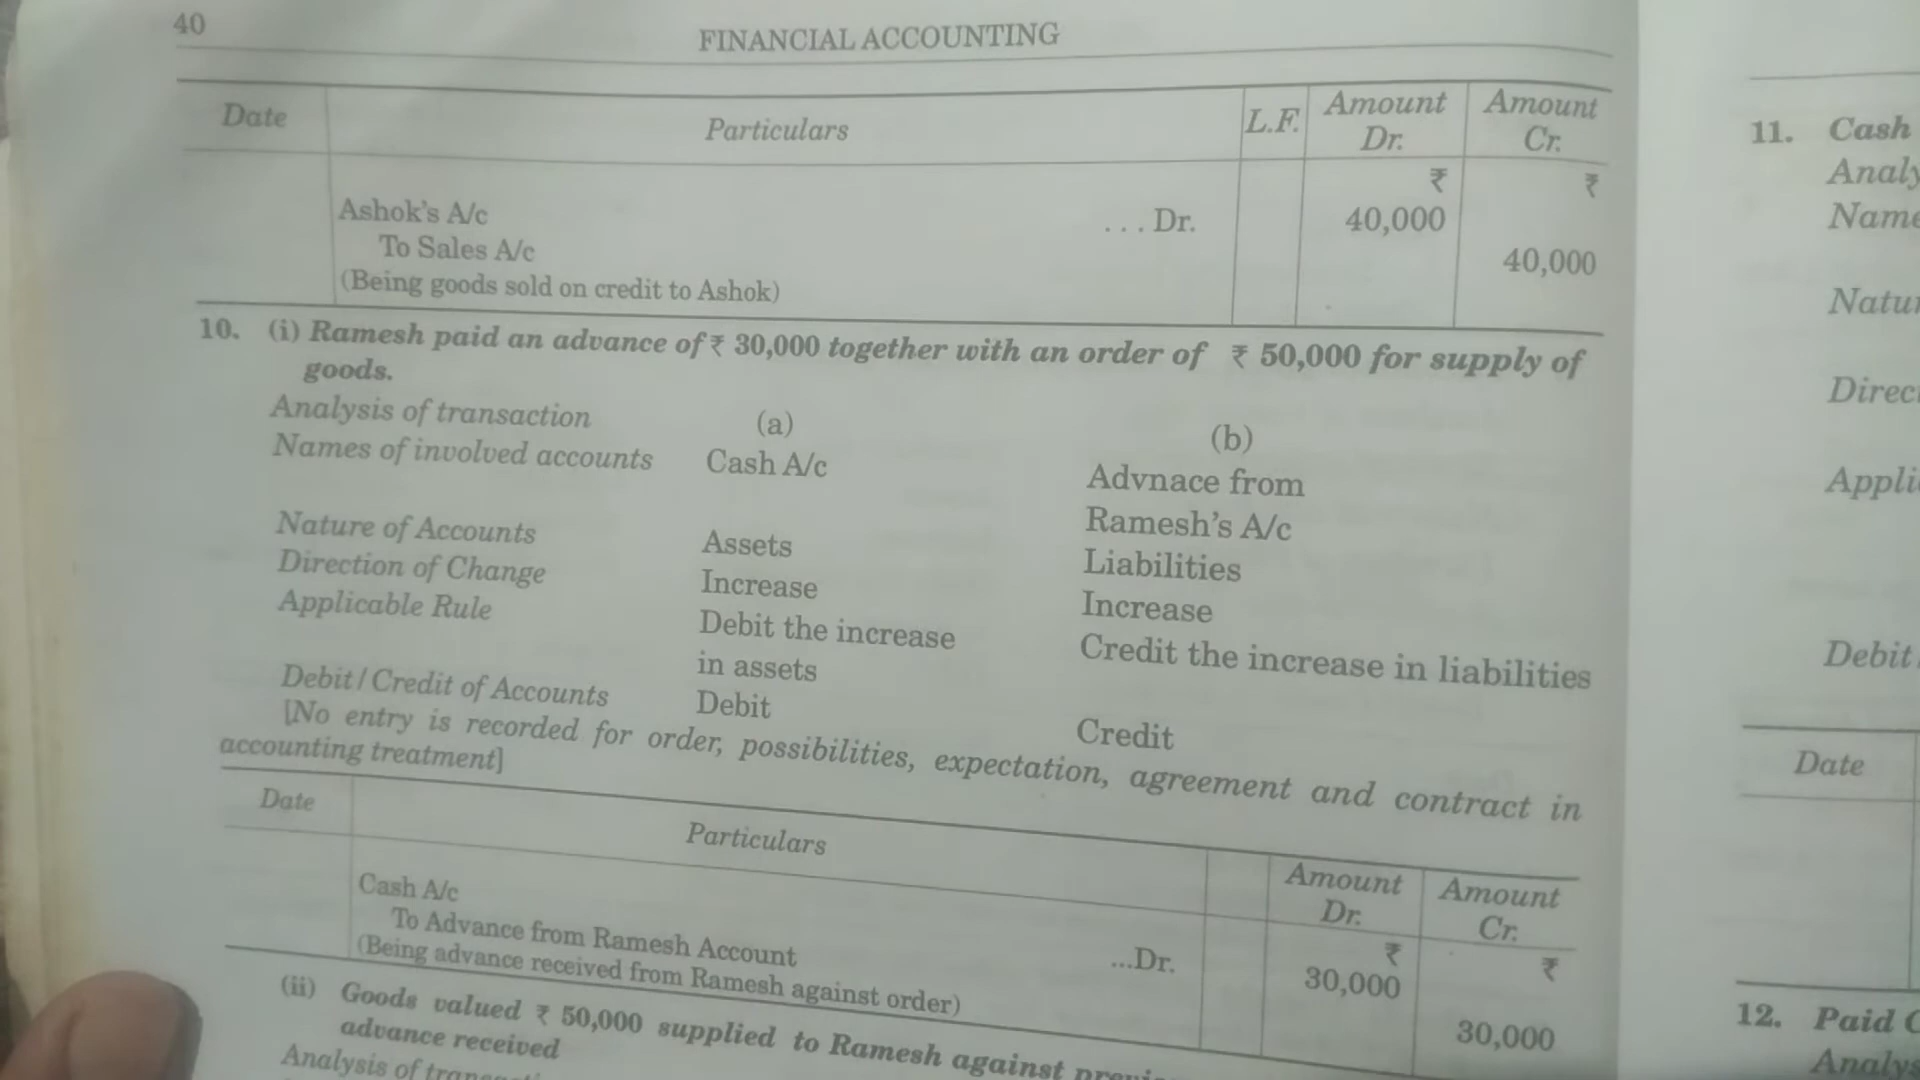 40
FINANCIAL ACCOUNTING
Date Particulars L.F. Amount Dr. Amount Cr.
₹ ₹
Ashok's A/c ... Dr. 40,000
To Sales A/c 40,000
(Being goods sold on credit to Ashok)
10. (i) Ramesh paid an advance of ₹ 30,000 together with an order of ₹ 50,000 for supply of
goods.
Analysis of transaction (a) (b)
Names of involved accounts Cash A/c Advnace from
Ramesh's A/c
Nature of Accounts Assets Liabilities
Direction of Change Increase Increase
Applicable Rule Debit the increase Credit the increase in liabilities
in assets
Debit/Credit of Accounts Debit Credit
[No entry is recorded for order, possibilities, expectation, agreement and contract in
accounting treatment]
Date Particulars Amount Dr. Amount Cr.
₹ ₹
Cash A/c ...Dr. 30,000
To Advance from Ramesh Account 30,000
(Being advance received from Ramesh against order)
(ii) Goods valued ₹ 50,000 supplied to Ramesh against
advance received
Analysis of
11. Cash
Name
Debit
Date
12. Paid